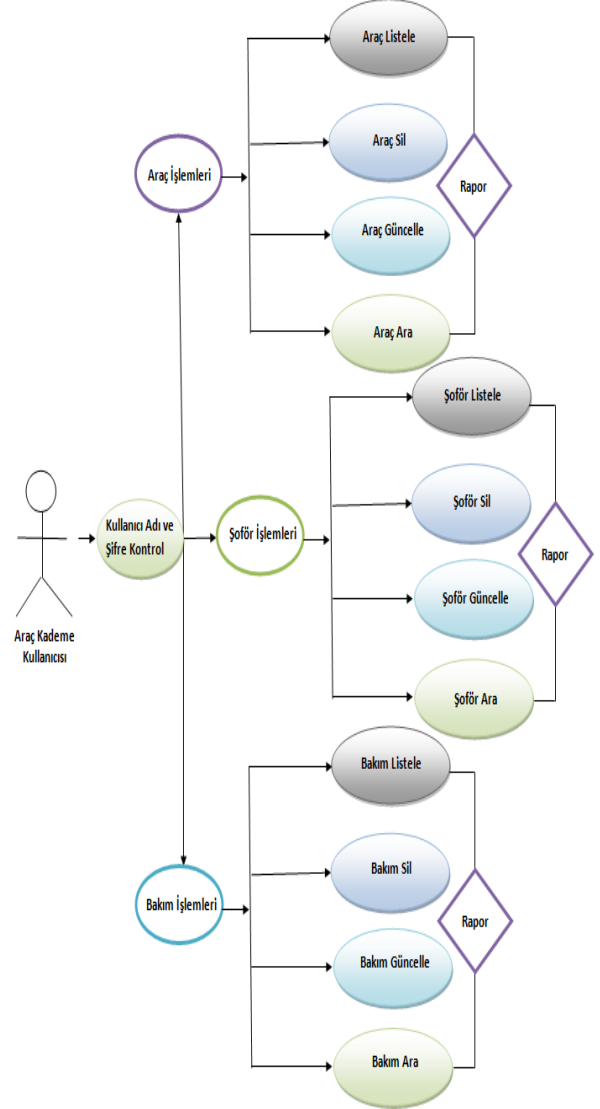 Araç Listele
Araç Sil
Araç İşlemleri
Rapor
Araç Güncelle
Araç Ara
Şoför Listele
Şoför Sil
Kullanıcı Adı ve
Şifre Kontrol
Şoför İşlemleri
Rapor
Şoför Güncelle
Araç Kademe
Kullanıcısı
Şoför Ara
Bakım Listele
Bakım Sil
Bakım İşlemleri
Rapor
Bakım Güncelle
Bakım Ara